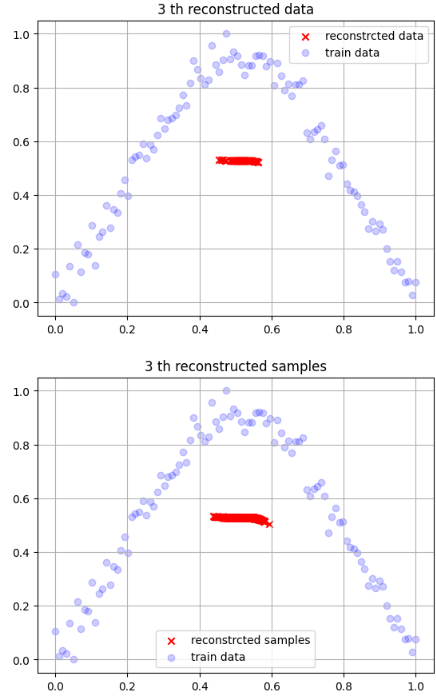 3 th reconstructed data
1.0
0.8
0.6
0.4
0.2
0.0
reconstrcted data
train data
0.0 0.2 0.4 0.6 0.8 1.0
3 th reconstructed samples
1.0
0.8
0.6
0.4
0.2
0.0
reconstrcted samples
train data
0.0 0.2 0.4 0.6 0.8 1.0